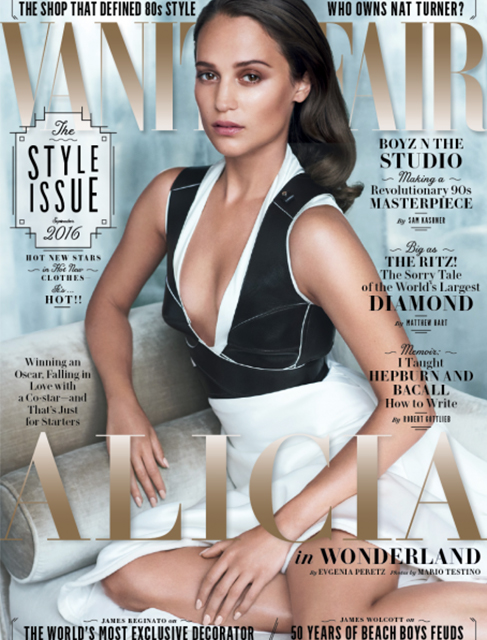 THE SHOP THAT DEFINED 80s STYLE
WHO OWNS NAT TURNER?
VANITY FAIR
The
STYLE
ISSUE
September
2016
HOT NEW STARS
in Hot New
CLOTHES
It's...
HOT!!
BOYZ N THE
STUDIO
Making a
Revolutionary 90s
MASTERPIECE
By SAM KASHNER
Big as
THE RITZ!
The Sorry Tale
of the World's Largest
DIAMOND
By MATTHEW HART
Memoir:
I Taught
HEPBURN AND
BACALL
How to Write
By ROBERT GOTTLIEB
Winning an
Oscar, Falling in
Love with
a Co-star—and
That's Just
for Starters
ALICIA
in WONDERLAND
By EVGENIA PERETZ Photos by MARIO TESTINO
JAMES REGINATO on
THE WORLD'S MOST EXCLUSIVE DECORATOR
JAMES WOLCOTT on
50 YEARS OF BEACH READ FEUDS